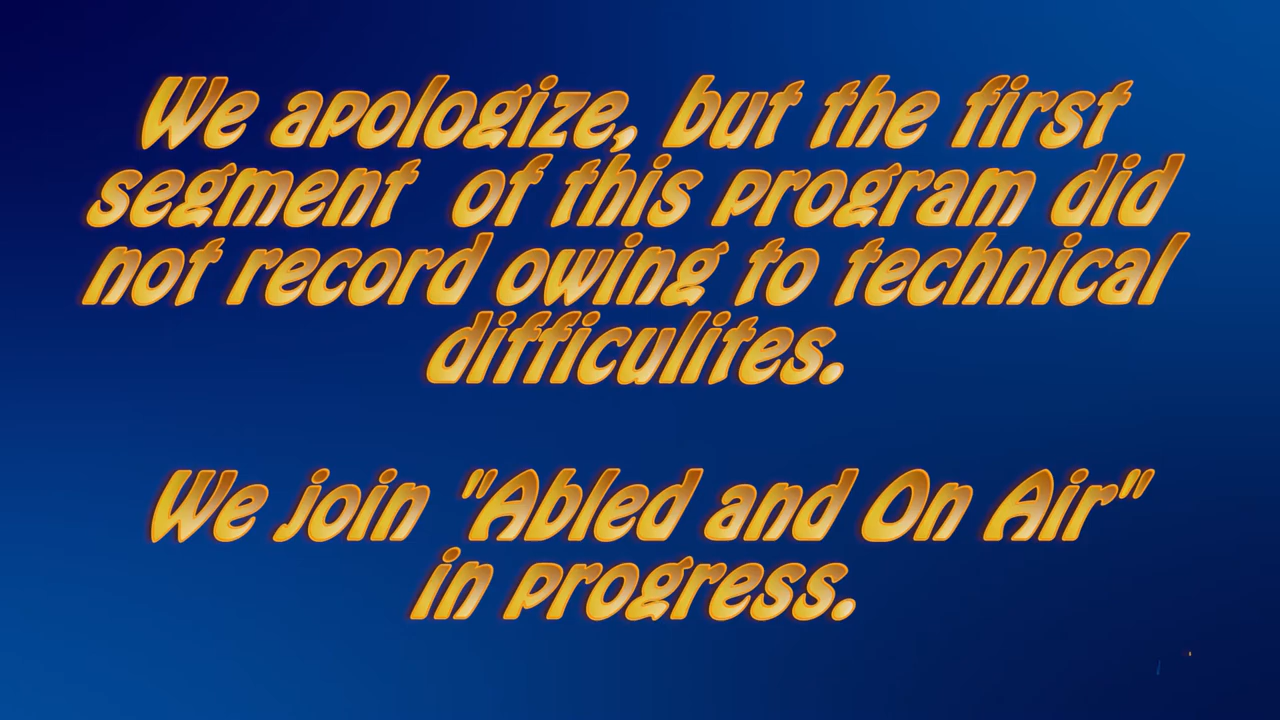 We apologize, but the first
segment of this program did
not record owing to technical
difficulites.
We join "Abled and On Air"
in progress.